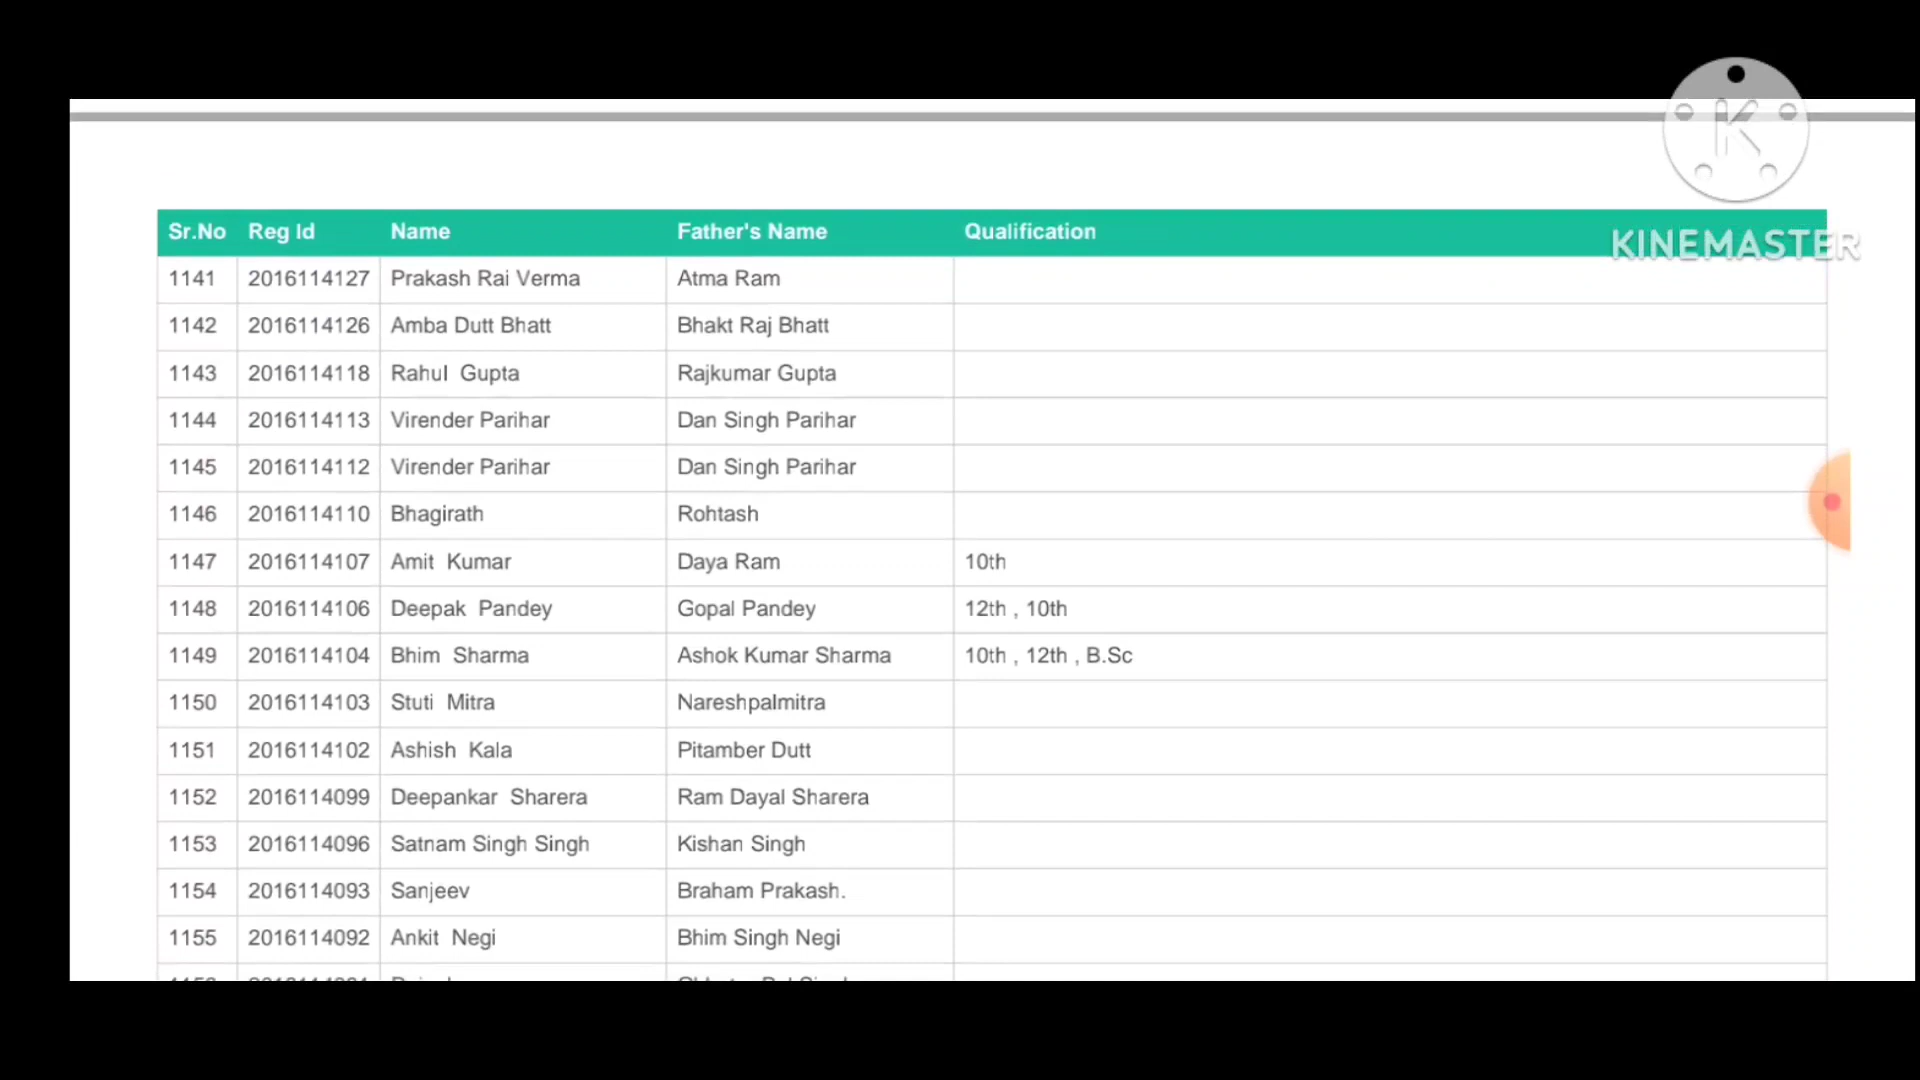 KINEMASTER
Sr.No Reg Id Name Father's Name Qualification
1141 2016114127 Prakash Rai Verma Atma Ram
1142 2016114126 Amba Dutt Bhatt Bhakt Raj Bhatt
1143 2016114118 Rahul Gupta Rajkumar Gupta
1144 2016114113 Virender Parihar Dan Singh Parihar
1145 2016114112 Virender Parihar Dan Singh Parihar
1146 2016114110 Bhagirath Rohtash
1147 2016114107 Amit Kumar Daya Ram 10th
1148 2016114106 Deepak Pandey Gopal Pandey 12th , 10th
1149 2016114104 Bhim Sharma Ashok Kumar Sharma 10th , 12th , B.Sc
1150 2016114103 Stuti Mitra Nareshpalmitra
1151 2016114102 Ashish Kala Pitamber Dutt
1152 2016114099 Deepankar Sharera Ram Dayal Sharera
1153 2016114096 Satnam Singh Singh Kishan Singh
1154 2016114093 Sanjeev Braham Prakash.
1155 2016114092 Ankit Negi Bhim Singh Negi